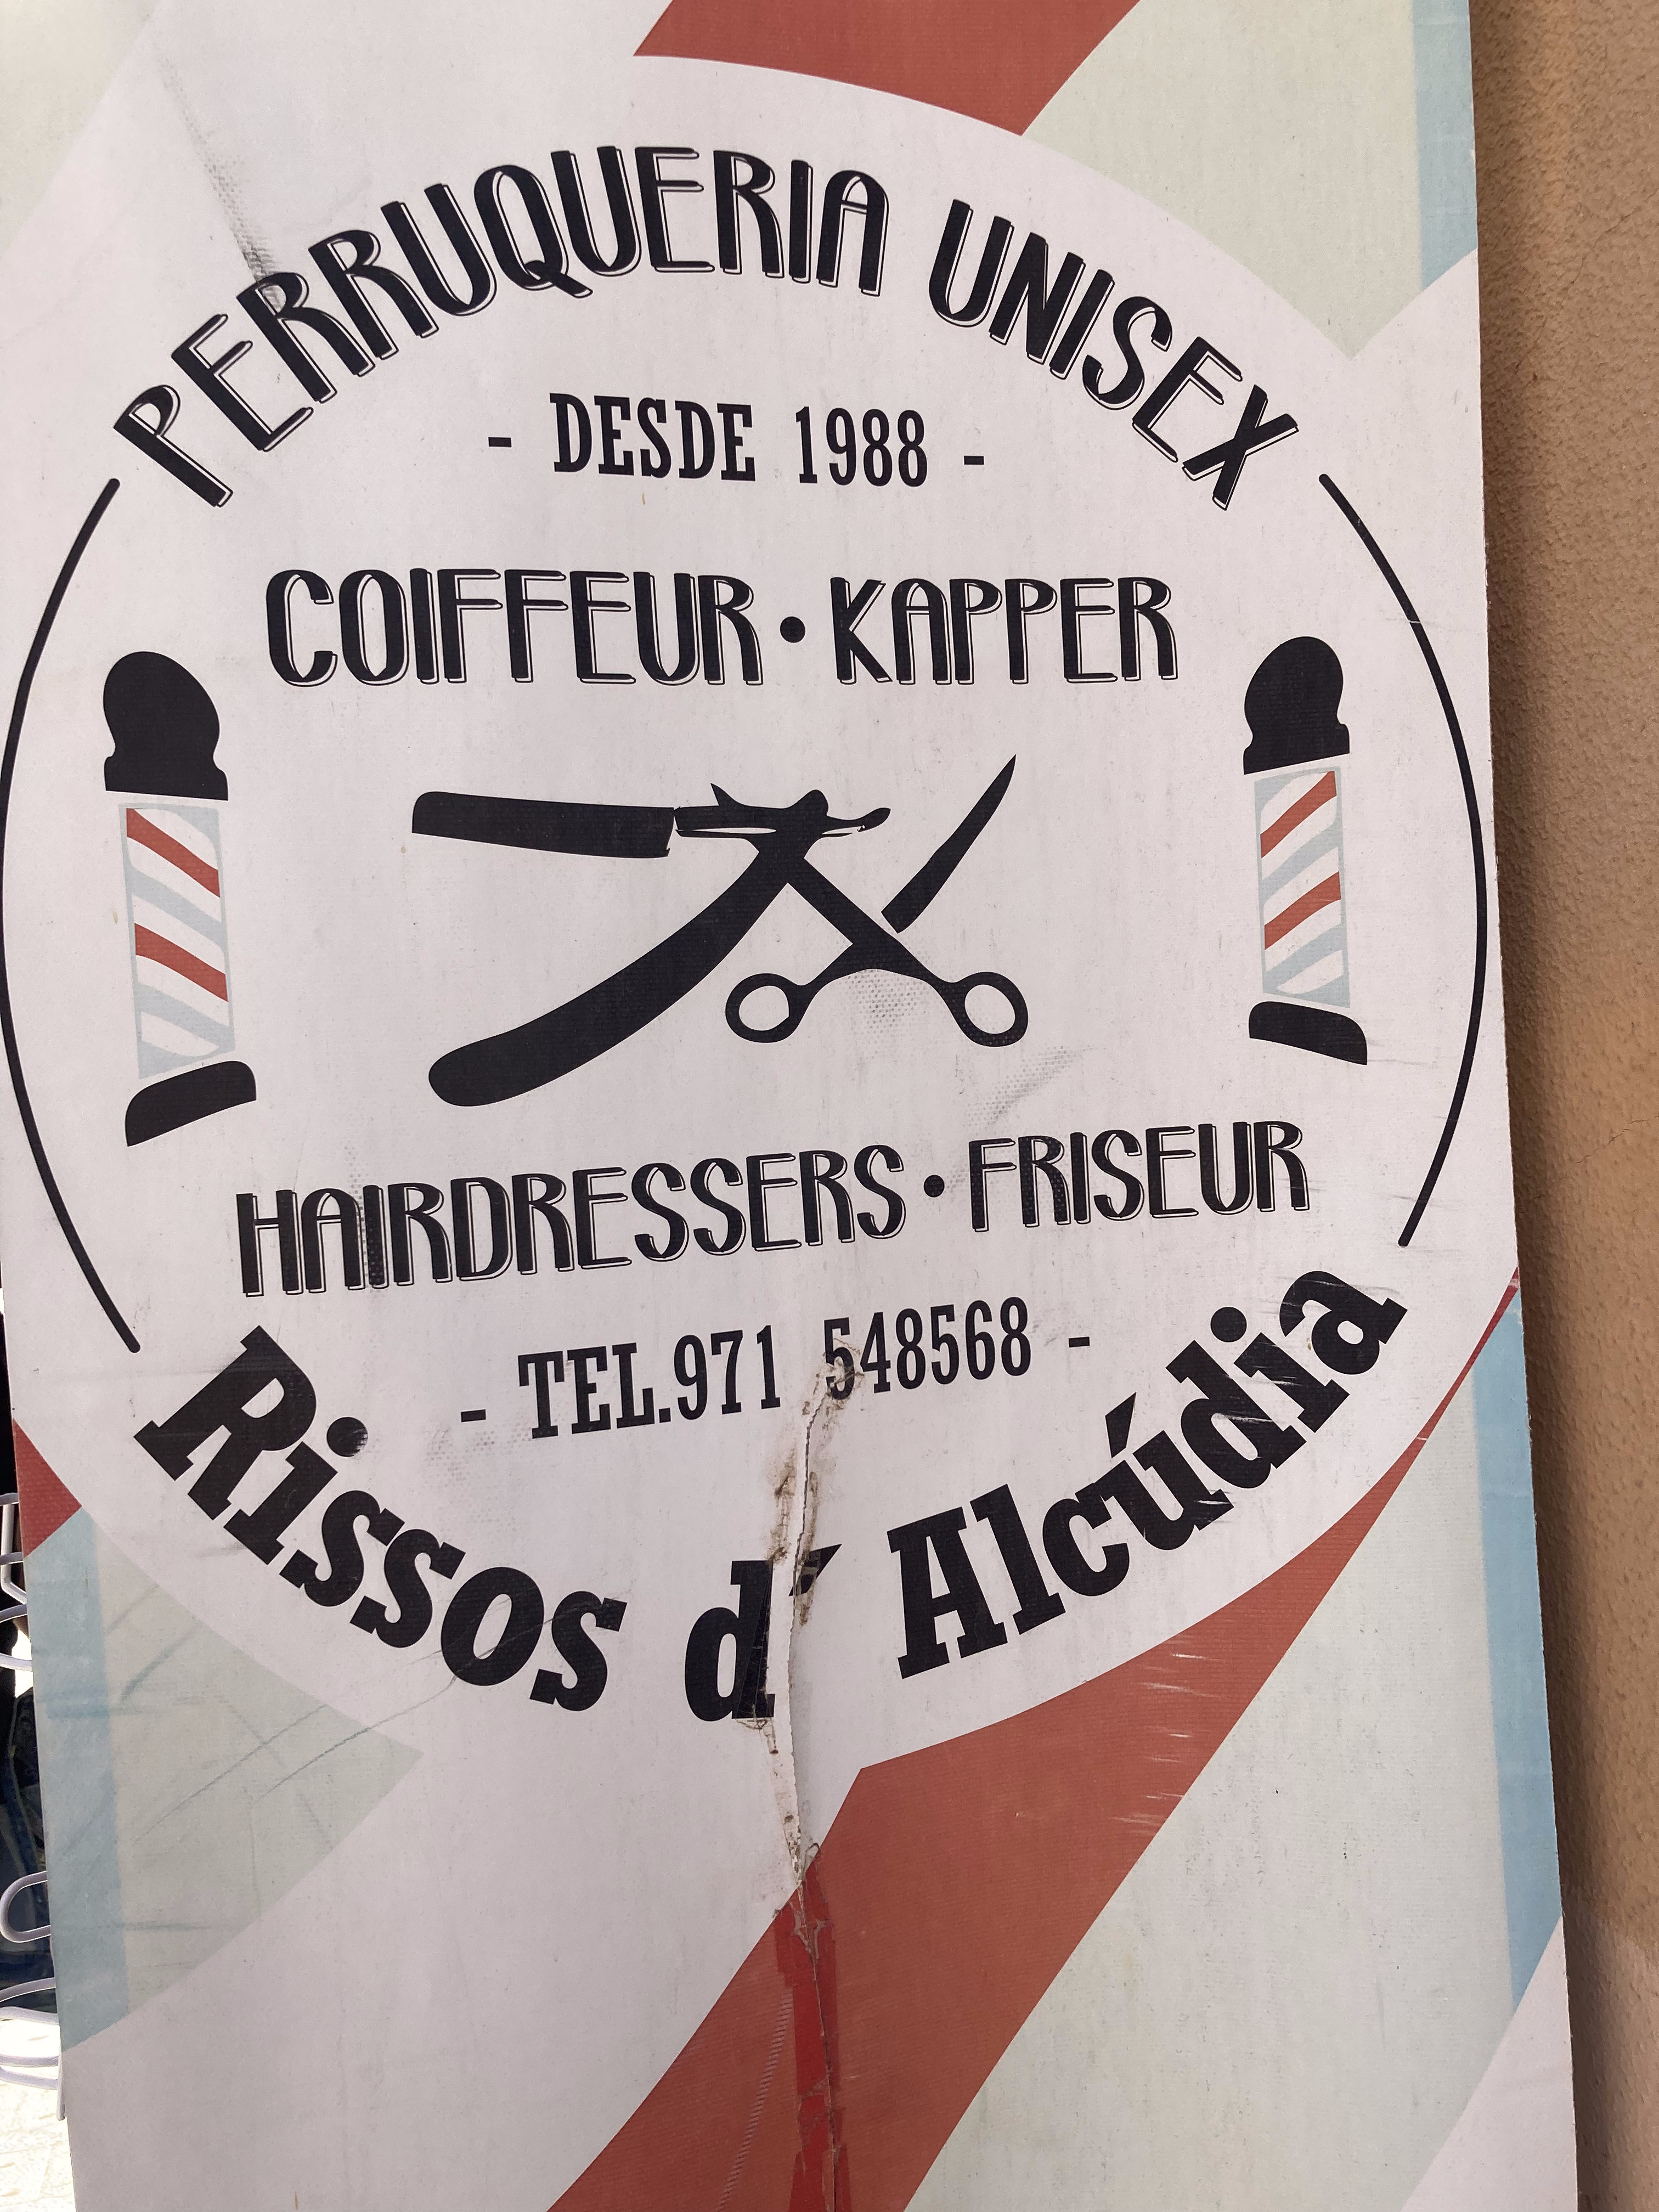 PERRUQUERIA UNISEX
- DESDE 1988 -
COIFFEUR • KAPPER
HAIRDRESSERS • FRISEUR
- TEL.971 548568 -
Rissos d´ Alcúdia